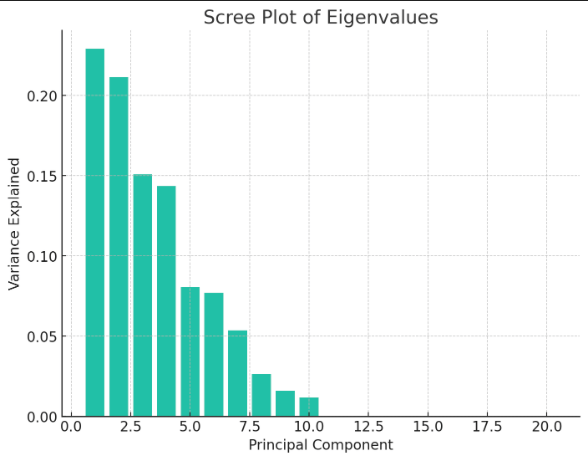 Scree Plot of Eigenvalues
Variance Explained
0.20
0.15
0.10
0.05
0.00
0.0 2.5 5.0 7.5 10.0 12.5 15.0 17.5 20.0
Principal Component